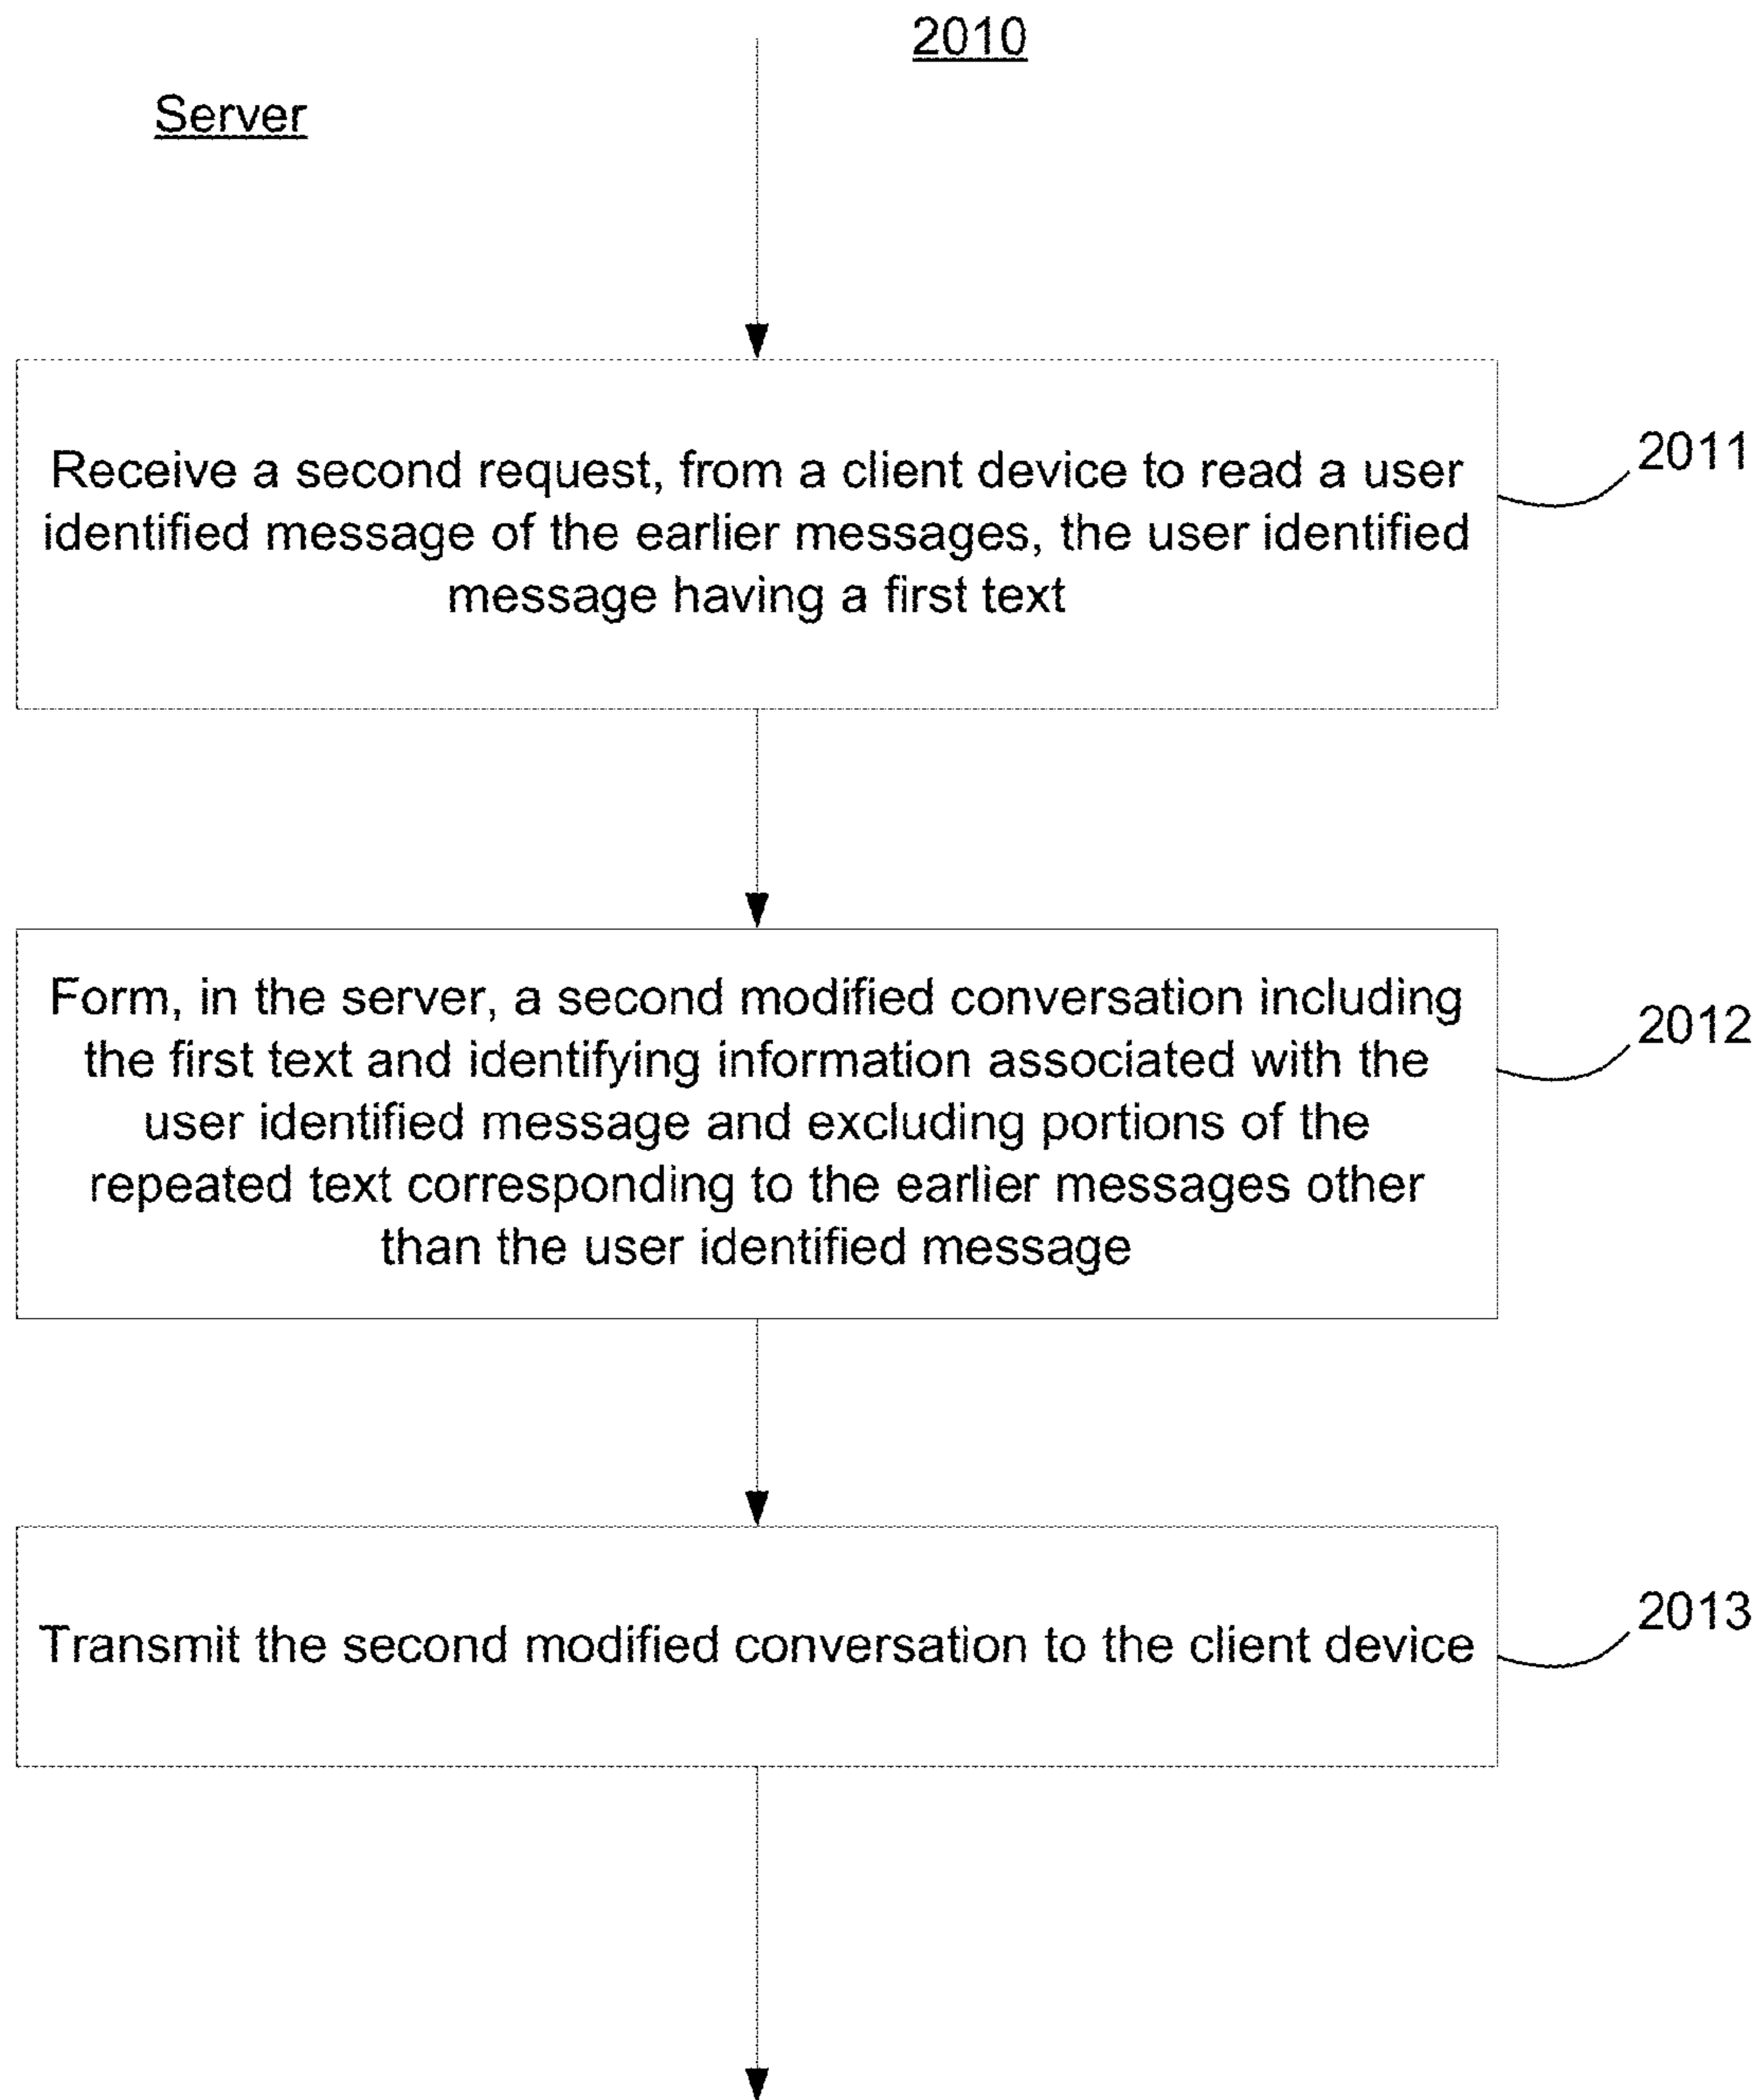 2010
Server
Receive a second request, from a client device to read a user
identified message of the earlier messages, the user identified
message having a first text
2011
Form, in the server, a second modified conversation including
the first text and identifying information associated with the
user identified message and excluding portions of the
repeated text corresponding to the earlier messages other
than the user identified message
2012
Transmit the second modified conversation to the client device
2013